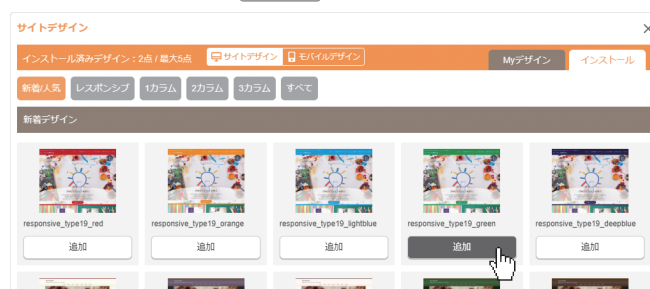 サイトデザイン
インストール済みデザイン：2点 / 最大5点 サイトデザイン モバイルデザイン Myデザイン インストール
新着/人気 レスポンシブ 1カラム 2カラム 3カラム すべて
新着デザイン
responsive_type19_red responsive_type19_orange responsive_type19_lightblue responsive_type19_green responsive_type19_deepblue
追加 追加 追加 追加 追加